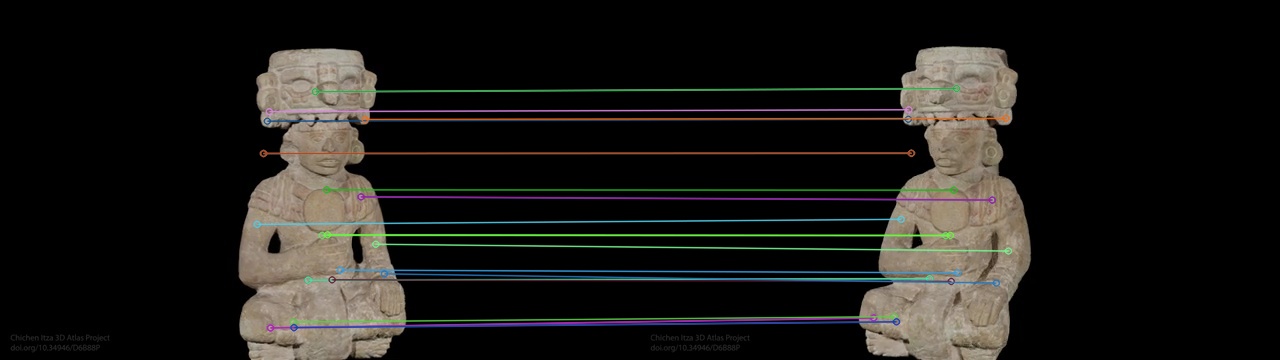 Chichen Itza 3D Atlas Project
doi.org/10.34946/D6B88P
Chichen Itza 3D Atlas Project
doi.org/10.34946/D6B88P